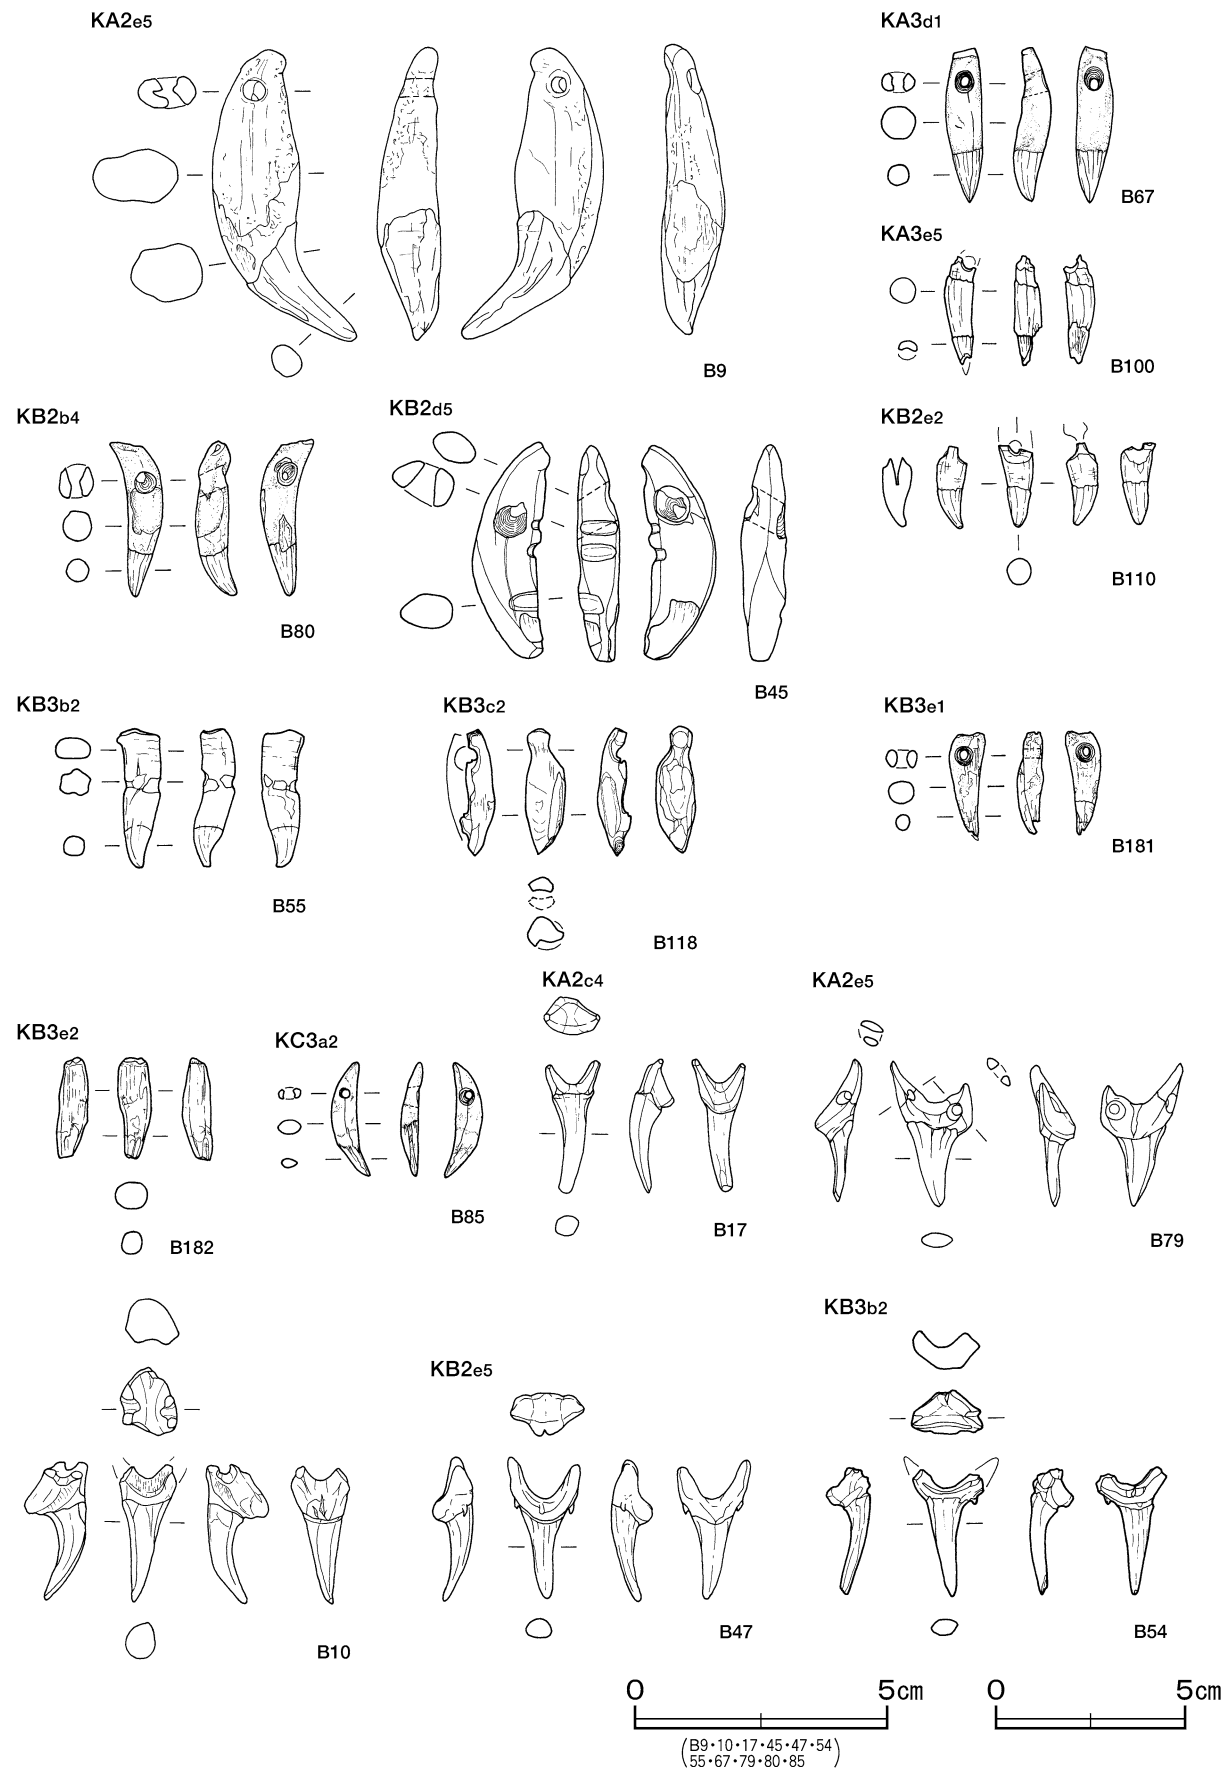 KA2e5
KA3d1
B67
KA3e5
B9
B100
KB2b4
KB2d5
KB2e2
B110
B80
B45
KB3b2
KB3c2
KB3e1
B181
B55
B118
KA2c4
KA2e5
KB3e2
KC3a2
B85
B17
B79
B182
KB3b2
KB2e5
B10
B47
B54
0 5cm
0 5cm
(B9・10・17・45・47・54
55・67・79・80・85)